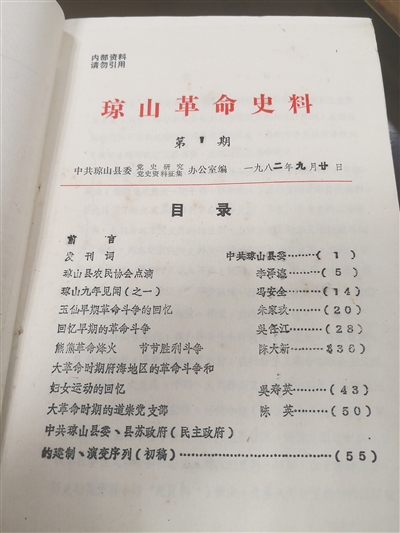 内部资料
请勿引用
琼山革命史料
第1期
中共琼山县委 党史研究 党史资料征集 办公室编 一九八二年九月廿日
目录
前言
发刊词 中共琼山县委………(1)
琼山县农民协会点滴 ………(5)
琼山九年见闻(之一) 冯安全………(14)
玉仙早期革命斗争的回忆 朱家玖………(20)
回忆早期的革命斗争 ………(28)
熊熊革命烽火 节节胜利斗争 陈大新………(36)
大革命时期府海地区的革命斗争和
妇女运动的回忆 吴寿英………(43)
大革命时期的道崇党支部 陈英………(50)
中共琼山县委、县苏政府(民主政府)
的建制、演变序列(初稿)………………………(55)